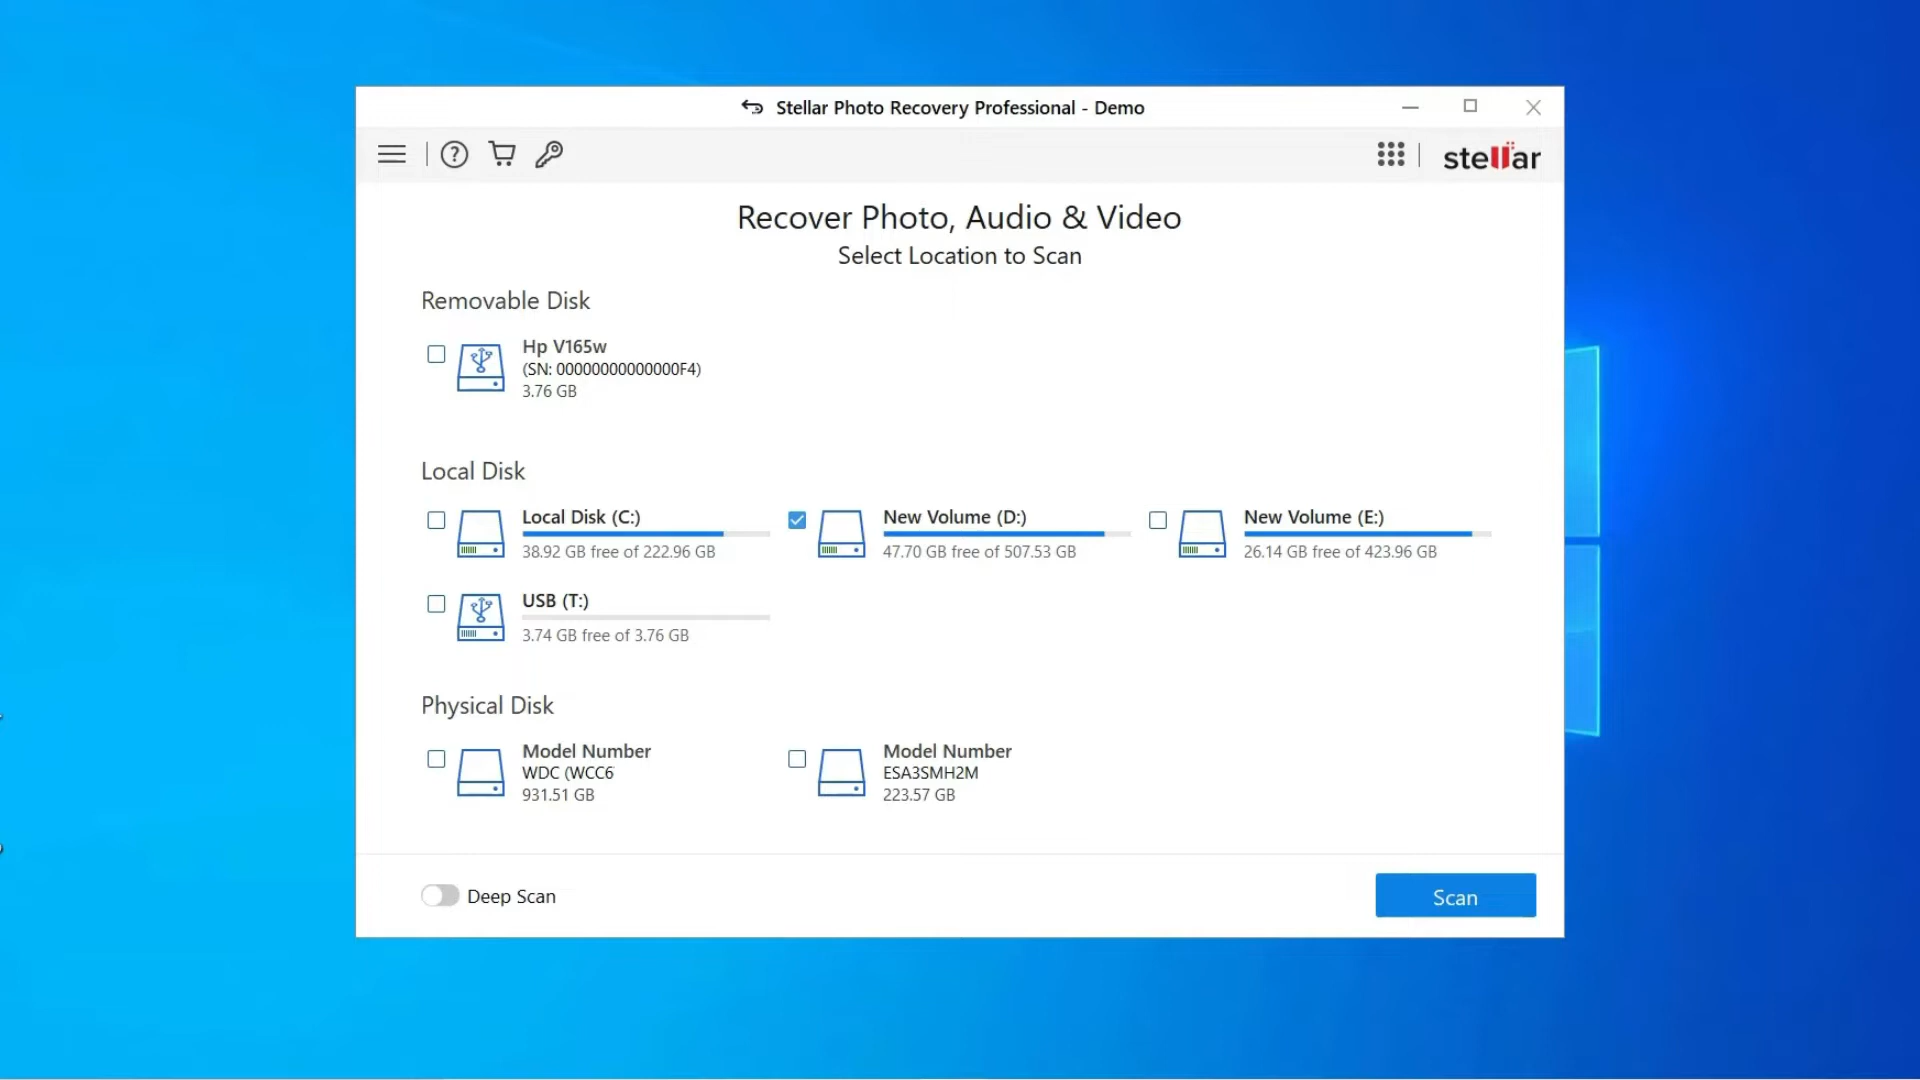 Stellar Photo Recovery Professional - Demo
stellar
Recover Photo, Audio & Video
Select Location to Scan
Removable Disk
Hp V165w
(SN: 00000000000000F4)
3.76 GB
Local Disk
Local Disk (C:)
38.92 GB free of 222.96 GB
New Volume (D:)
47.70 GB free of 507.53 GB
New Volume (E:)
26.14 GB free of 423.96 GB
USB (T:)
3.74 GB free of 3.76 GB
Physical Disk
Model Number
WDC (WCC6
931.51 GB
Model Number
ESA3SMH2M
223.57 GB
Deep Scan
Scan